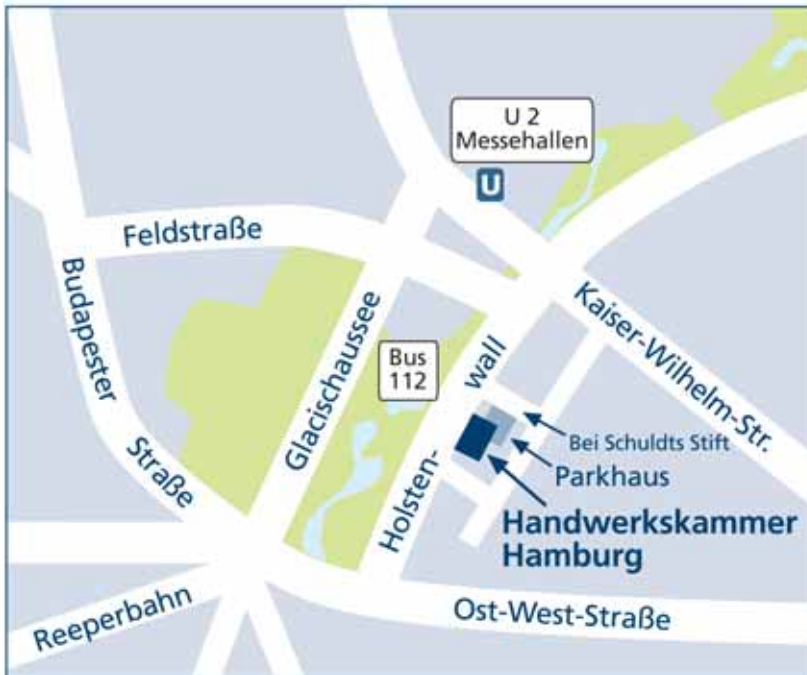 U 2
Messehallen
U
Feldstraße
Budapester
Straße
Glacischaussee
Bus
112
Holsten-
wall
Kaiser-Wilhelm-Str.
Bei Schuldts Stift
Parkhaus
Handwerkskammer
Hamburg
Reeperbahn
Ost-West-Straße